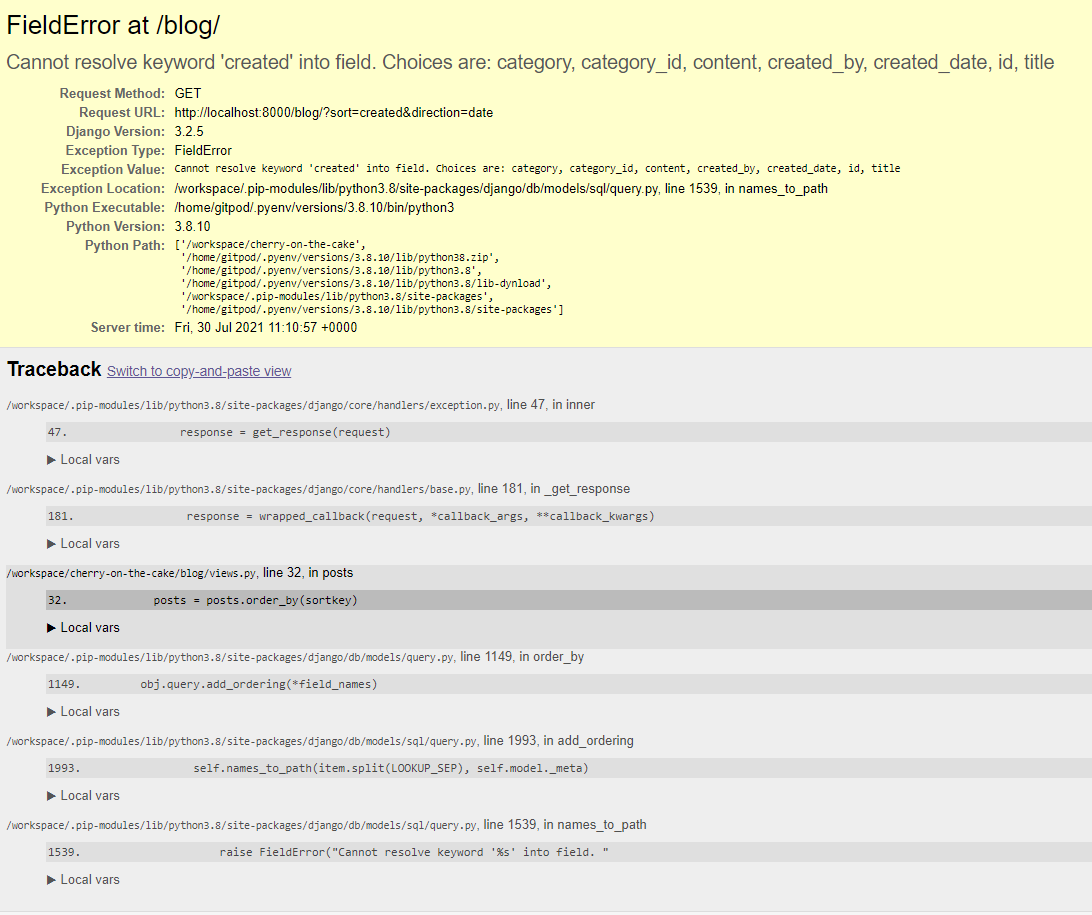 FieldError at /blog/
Cannot resolve keyword 'created' into field. Choices are: category, category_id, content, created_by, created_date, id, title
Request Method: GET
Request URL: http://localhost:8000/blog/?sort=created&direction=date
Django Version: 3.2.5
Exception Type: FieldError
Exception Value: Cannot resolve keyword 'created' into field. Choices are: category, category_id, content, created_by, created_date, id, title
Exception Location: /workspace/.pip-modules/lib/python3.8/site-packages/django/db/models/sql/query.py, line 1539, in names_to_path
Python Executable: /home/gitpod/.pyenv/versions/3.8.10/bin/python3
Python Version: 3.8.10
Python Path: ['/workspace/cherry-on-the-cake',
'/home/gitpod/.pyenv/versions/3.8.10/lib/python38.zip',
'/home/gitpod/.pyenv/versions/3.8.10/lib/python3.8',
'/home/gitpod/.pyenv/versions/3.8.10/lib/python3.8/lib-dynload',
'/workspace/.pip-modules/lib/python3.8/site-packages',
'/home/gitpod/.pyenv/versions/3.8.10/lib/python3.8/site-packages']
Server time: Fri, 30 Jul 2021 11:10:57 +0000
Traceback Switch to copy-and-paste view
/workspace/.pip-modules/lib/python3.8/site-packages/django/core/handlers/exception.py, line 47, in inner
47. response = get_response(request)
▶ Local vars
/workspace/.pip-modules/lib/python3.8/site-packages/django/core/handlers/base.py, line 181, in _get_response
181. response = wrapped_callback(request, *callback_args, **callback_kwargs)
▶ Local vars
/workspace/cherry-on-the-cake/blog/views.py, line 32, in posts
32. posts = posts.order_by(sortkey)
▶ Local vars
/workspace/.pip-modules/lib/python3.8/site-packages/django/db/models/query.py, line 1149, in order_by
1149. obj.query.add_ordering(*field_names)
▶ Local vars
/workspace/.pip-modules/lib/python3.8/site-packages/django/db/models/sql/query.py, line 1993, in add_ordering
1993. self.names_to_path(item.split(LOOKUP_SEP), self.model._meta)
▶ Local vars
/workspace/.pip-modules/lib/python3.8/site-packages/django/db/models/sql/query.py, line 1539, in names_to_path
1539. raise FieldError("Cannot resolve keyword '%s' into field. "
▶ Local vars